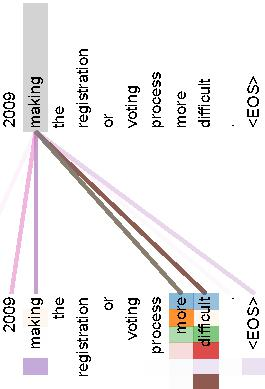 2009 making the registration or voting process more difficult . <EOS>
2009 making the registration or voting process more difficult <EOS>